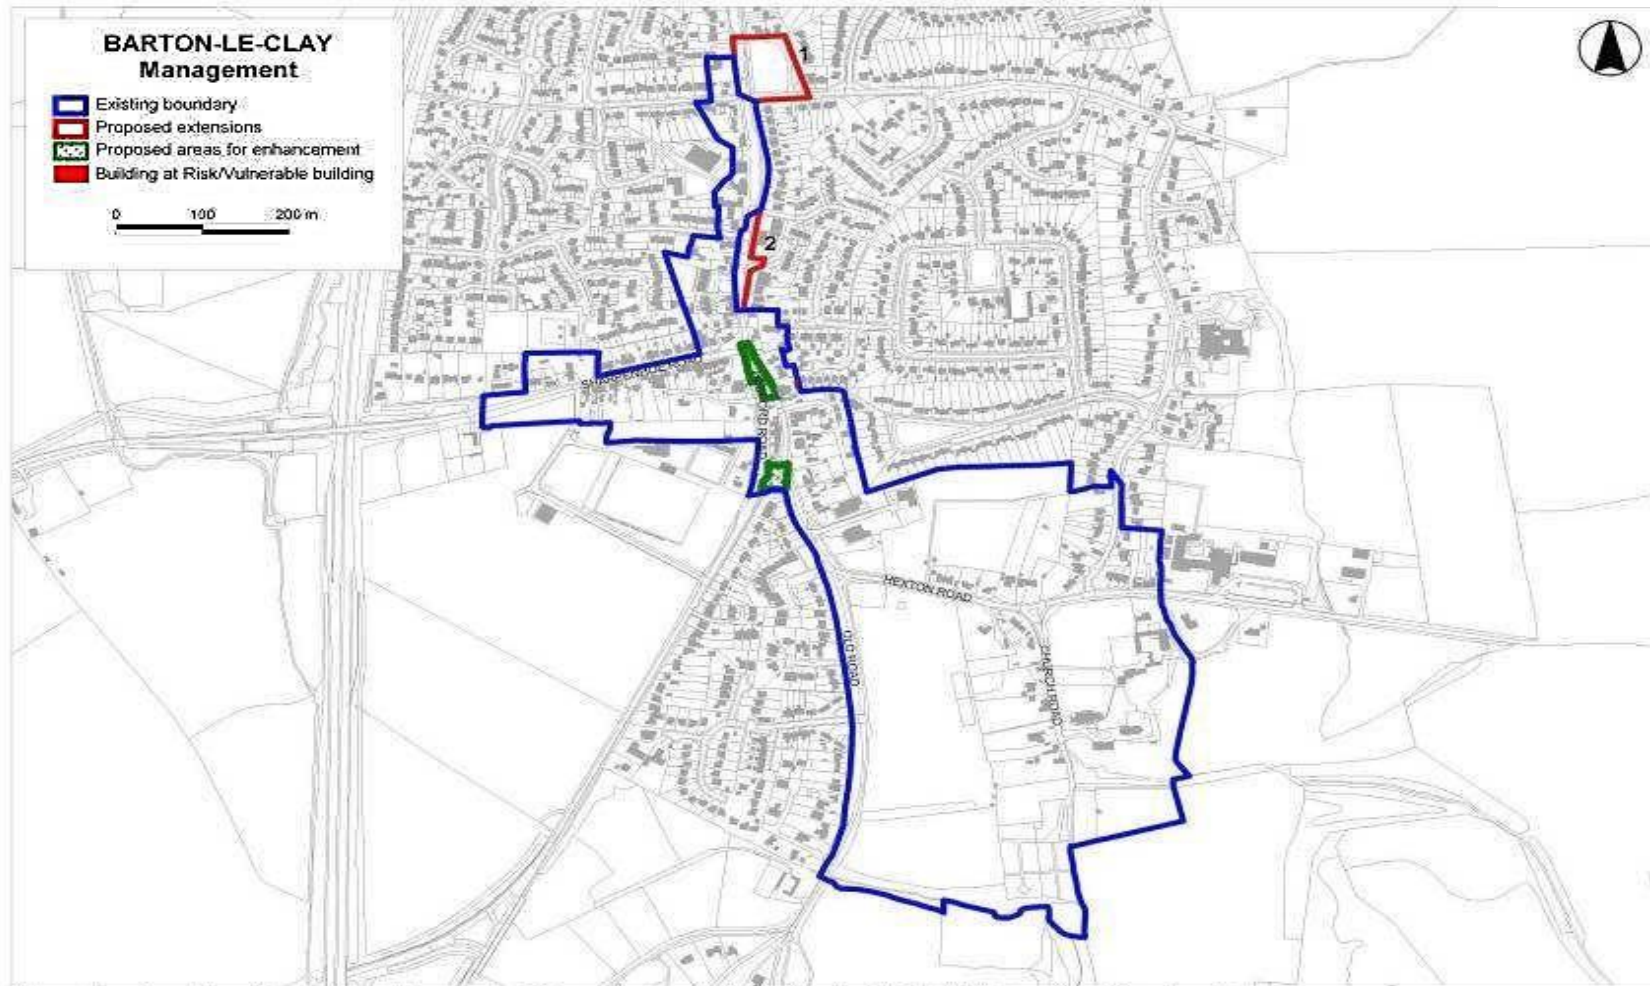 BARTON-LE-CLAY
Management
Existing boundary
Proposed extensions
Proposed areas for enhancement
Building at Risk/Vulnerable building
0 100 200 m
1
2
ROAD
HEXTON ROAD
OLD ROAD
CHURCH ROAD